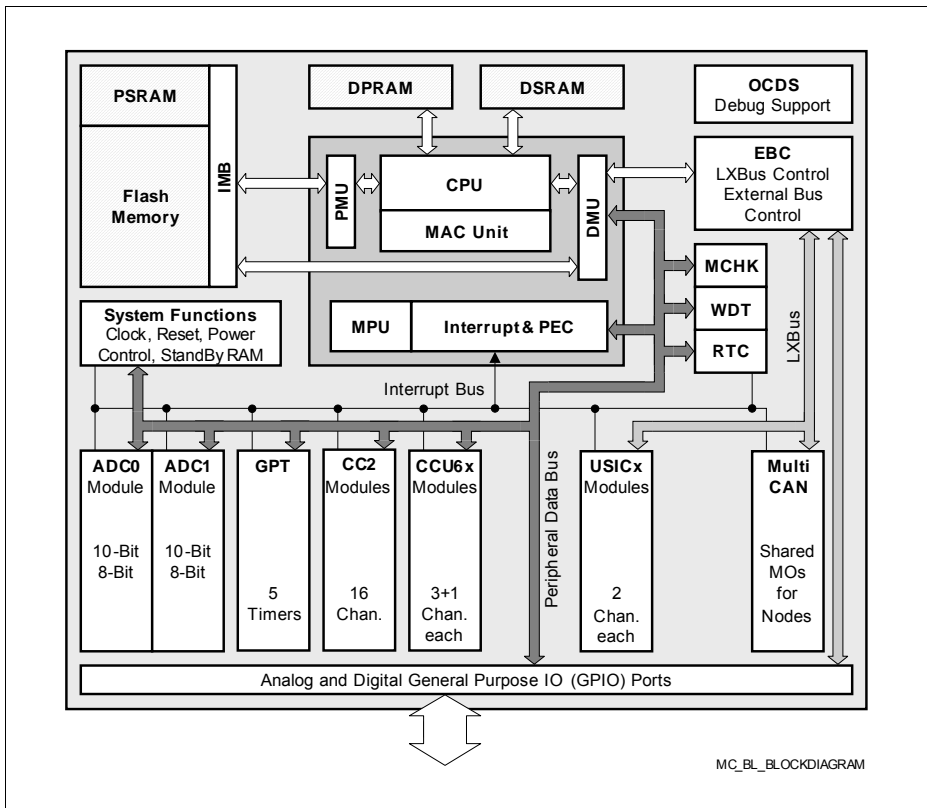 PSRAM
Flash
Memory
IMB
DPRAM
DSRAM
OCDS
Debug Support
PMU
CPU
MAC Unit
DMU
EBC
LXBus Control
External Bus
Control
MPU
Interrupt & PEC
MCHK
WDT
RTC
LXBus
System Functions
Clock, Reset, Power
Control, StandBy RAM
Interrupt Bus
ADC0
Module
10-Bit
8-Bit
ADC1
Module
10-Bit
8-Bit
GPT
5
Timers
CC2
Modules
16
Chan.
CCU6x
Modules
3+1
Chan.
each
Peripheral Data Bus
USICx
Modules
2
Chan.
each
Multi
CAN
Shared
MOs
for
Nodes
Analog and Digital General Purpose IO (GPIO) Ports
MC_BL_BLOCKDIAGRAM